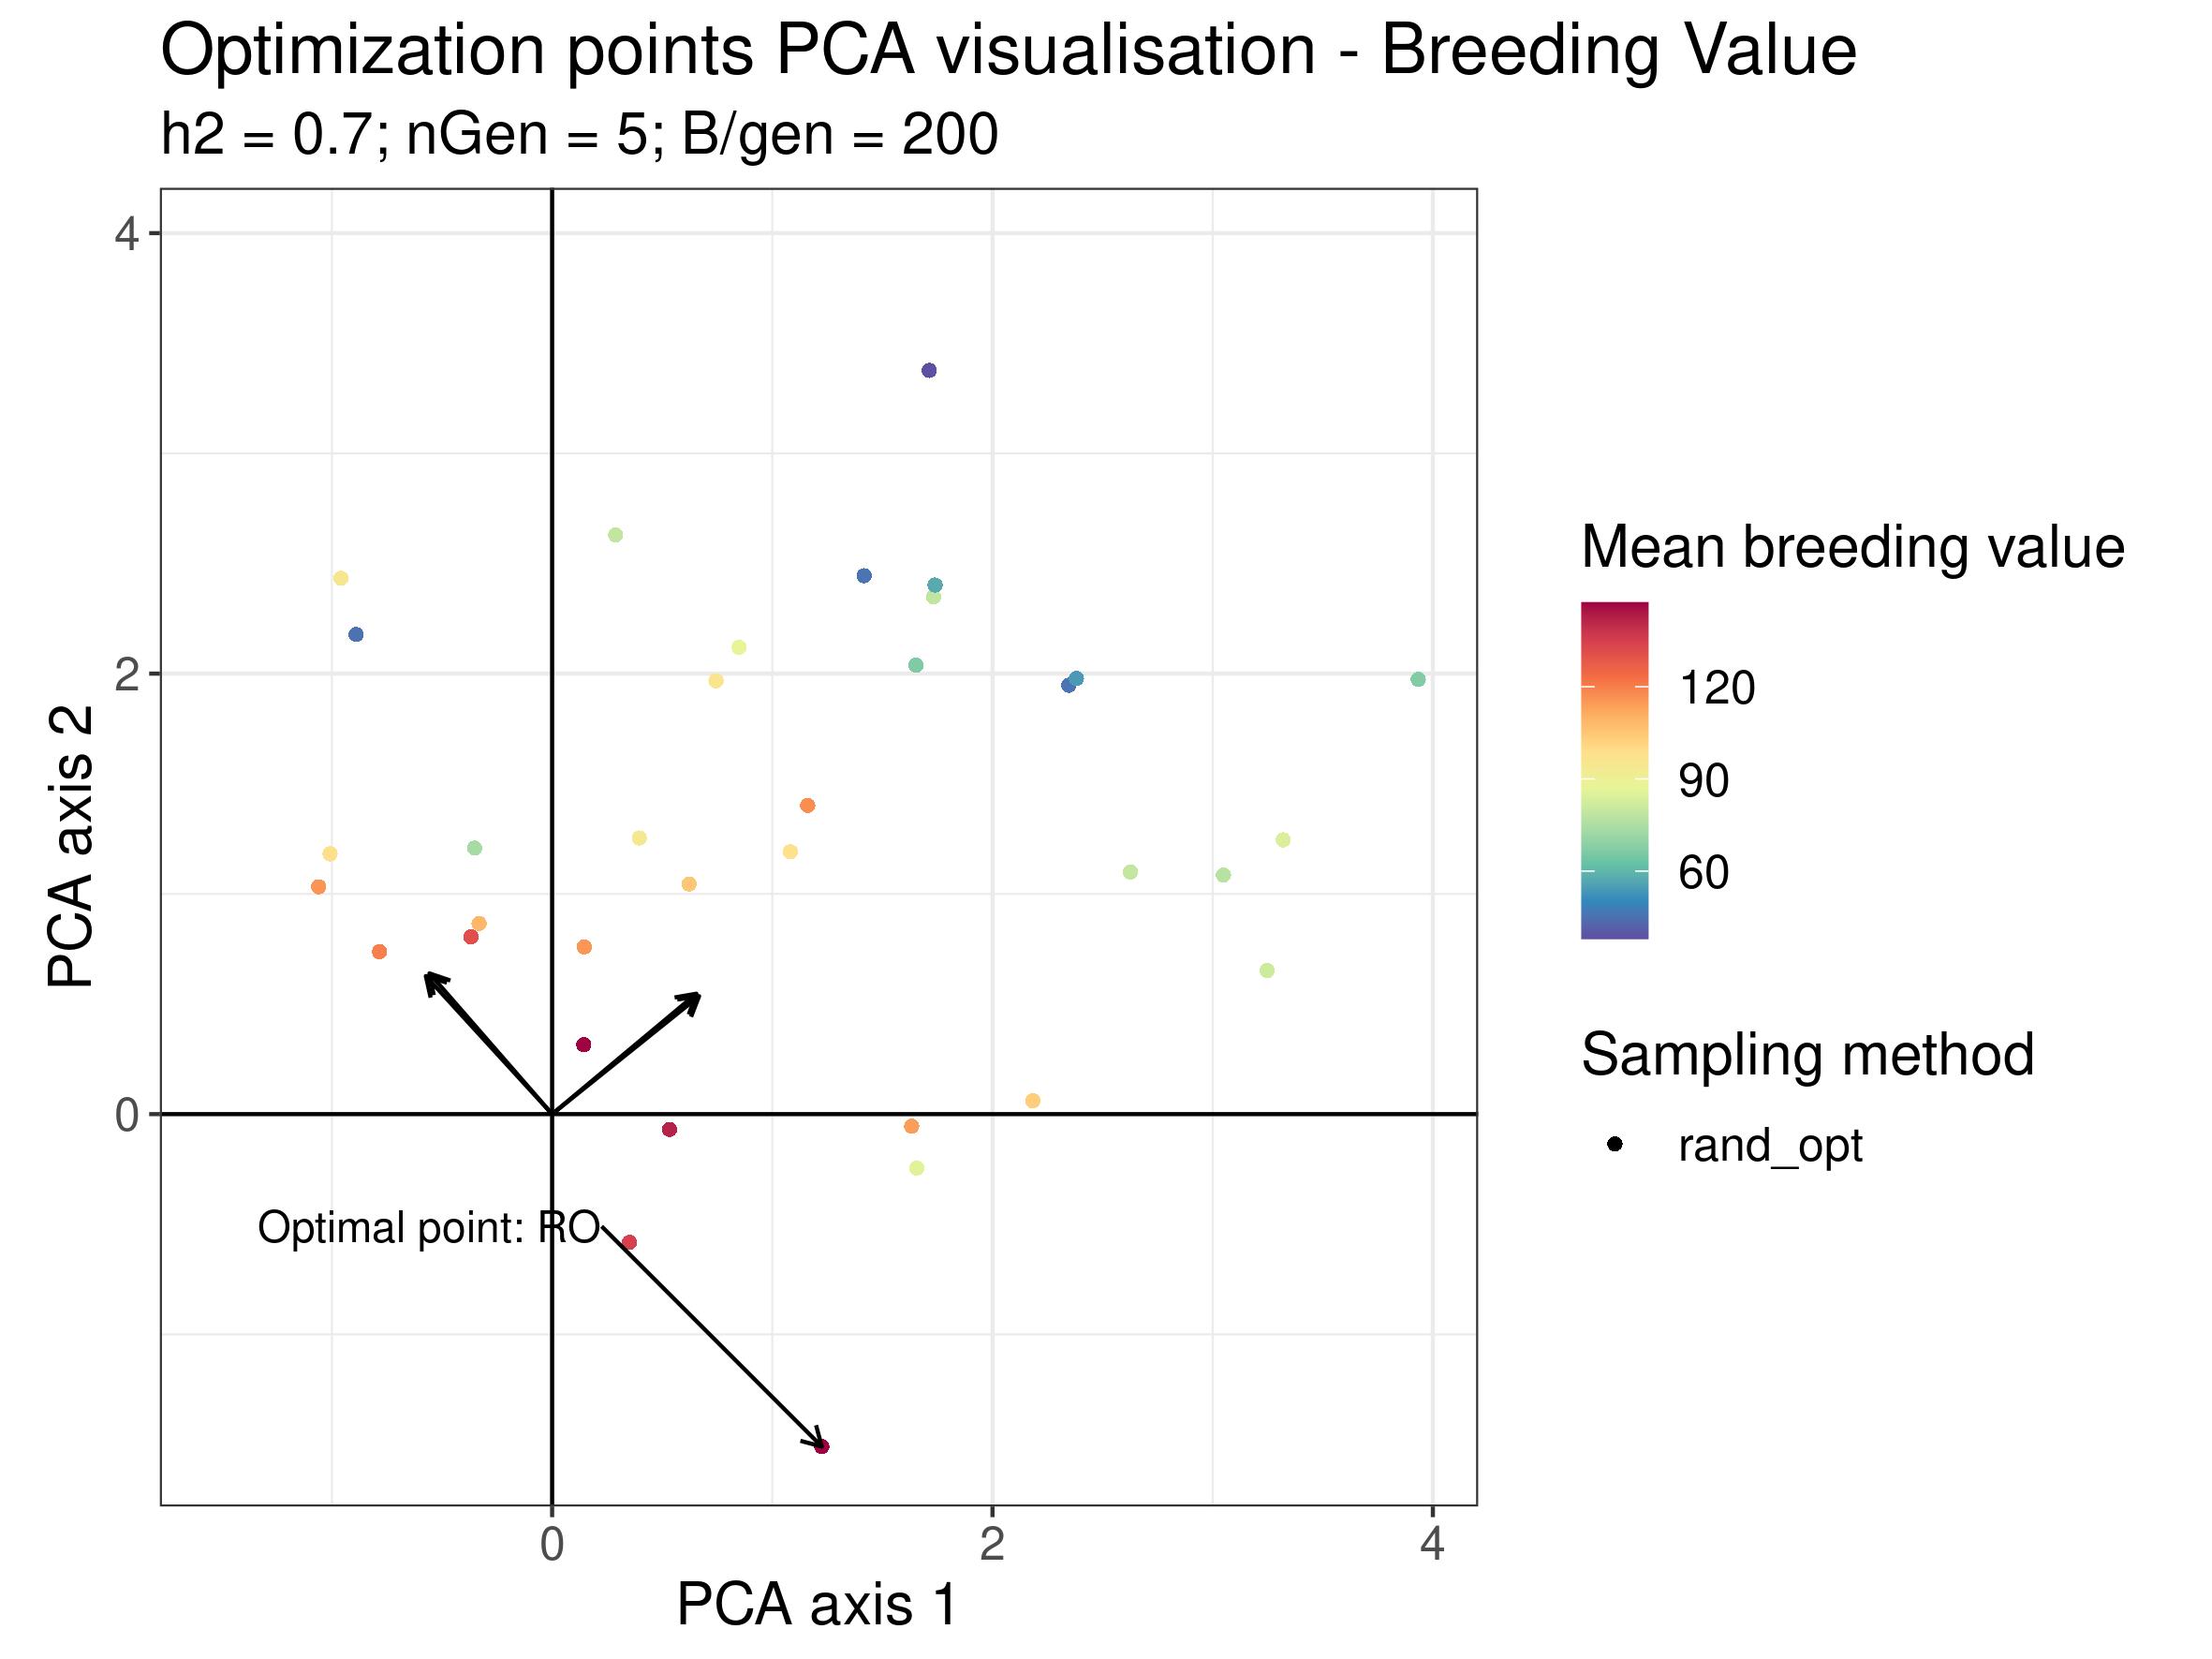 Optimization points PCA visualisation - Breeding Value
h2 = 0.7; nGen = 5; B/gen = 200
4
2
0
PCA axis 2
Optimal point: RO
0
2
4
PCA axis 1
Mean breeding value
120
90
60
Sampling method
rand_opt